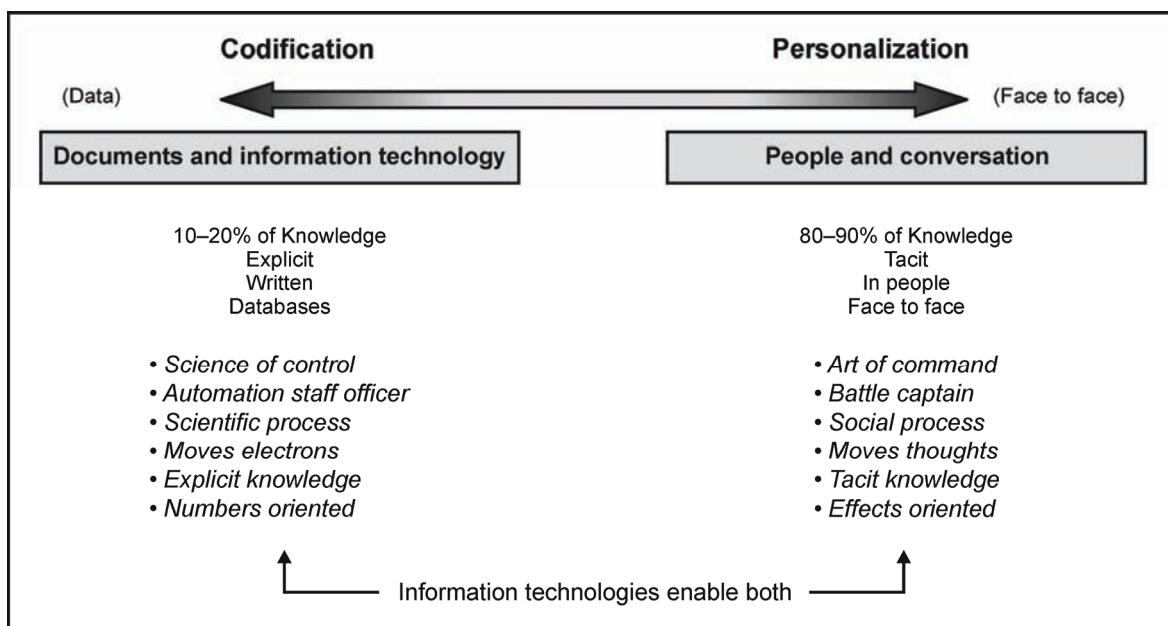 Codification
Personalization
(Data)
(Face to face)
Documents and information technology
People and conversation
10–20% of Knowledge
Explicit
Written
Databases
80–90% of Knowledge
Tacit
In people
Face to face
• Science of control
• Automation staff officer
• Scientific process
• Moves electrons
• Explicit knowledge
• Numbers oriented
• Art of command
• Battle captain
• Social process
• Moves thoughts
• Tacit knowledge
• Effects oriented
Information technologies enable both